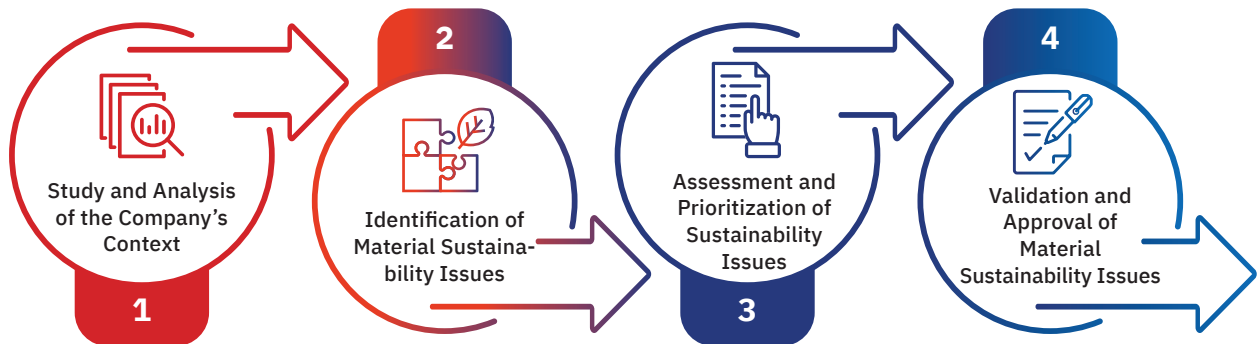 Study and Analysis
of the Company's
Context
1
2
Identification of
Material Sustaina-
bility Issues
Assessment and
Prioritization of
Sustainability
Issues
3
4
Validation and
Approval of
Material
Sustainability Issues